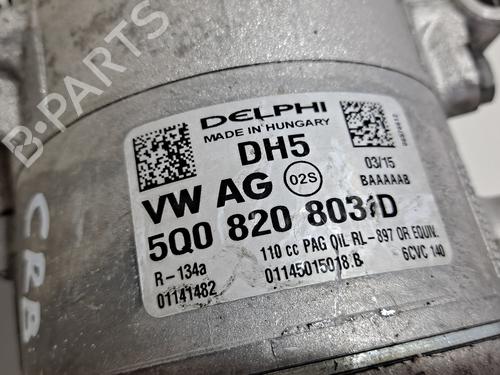 B-PARTS
DELPHI
MADE IN HUNGARY
DH5
03/15
BAAAAAB
VW AG 02S
5Q0 820 803 D
R-134a
110 cc PAG OIL RL-897 OR EQUIV.
01141482
01145015018.B
6CVC 140
CRB